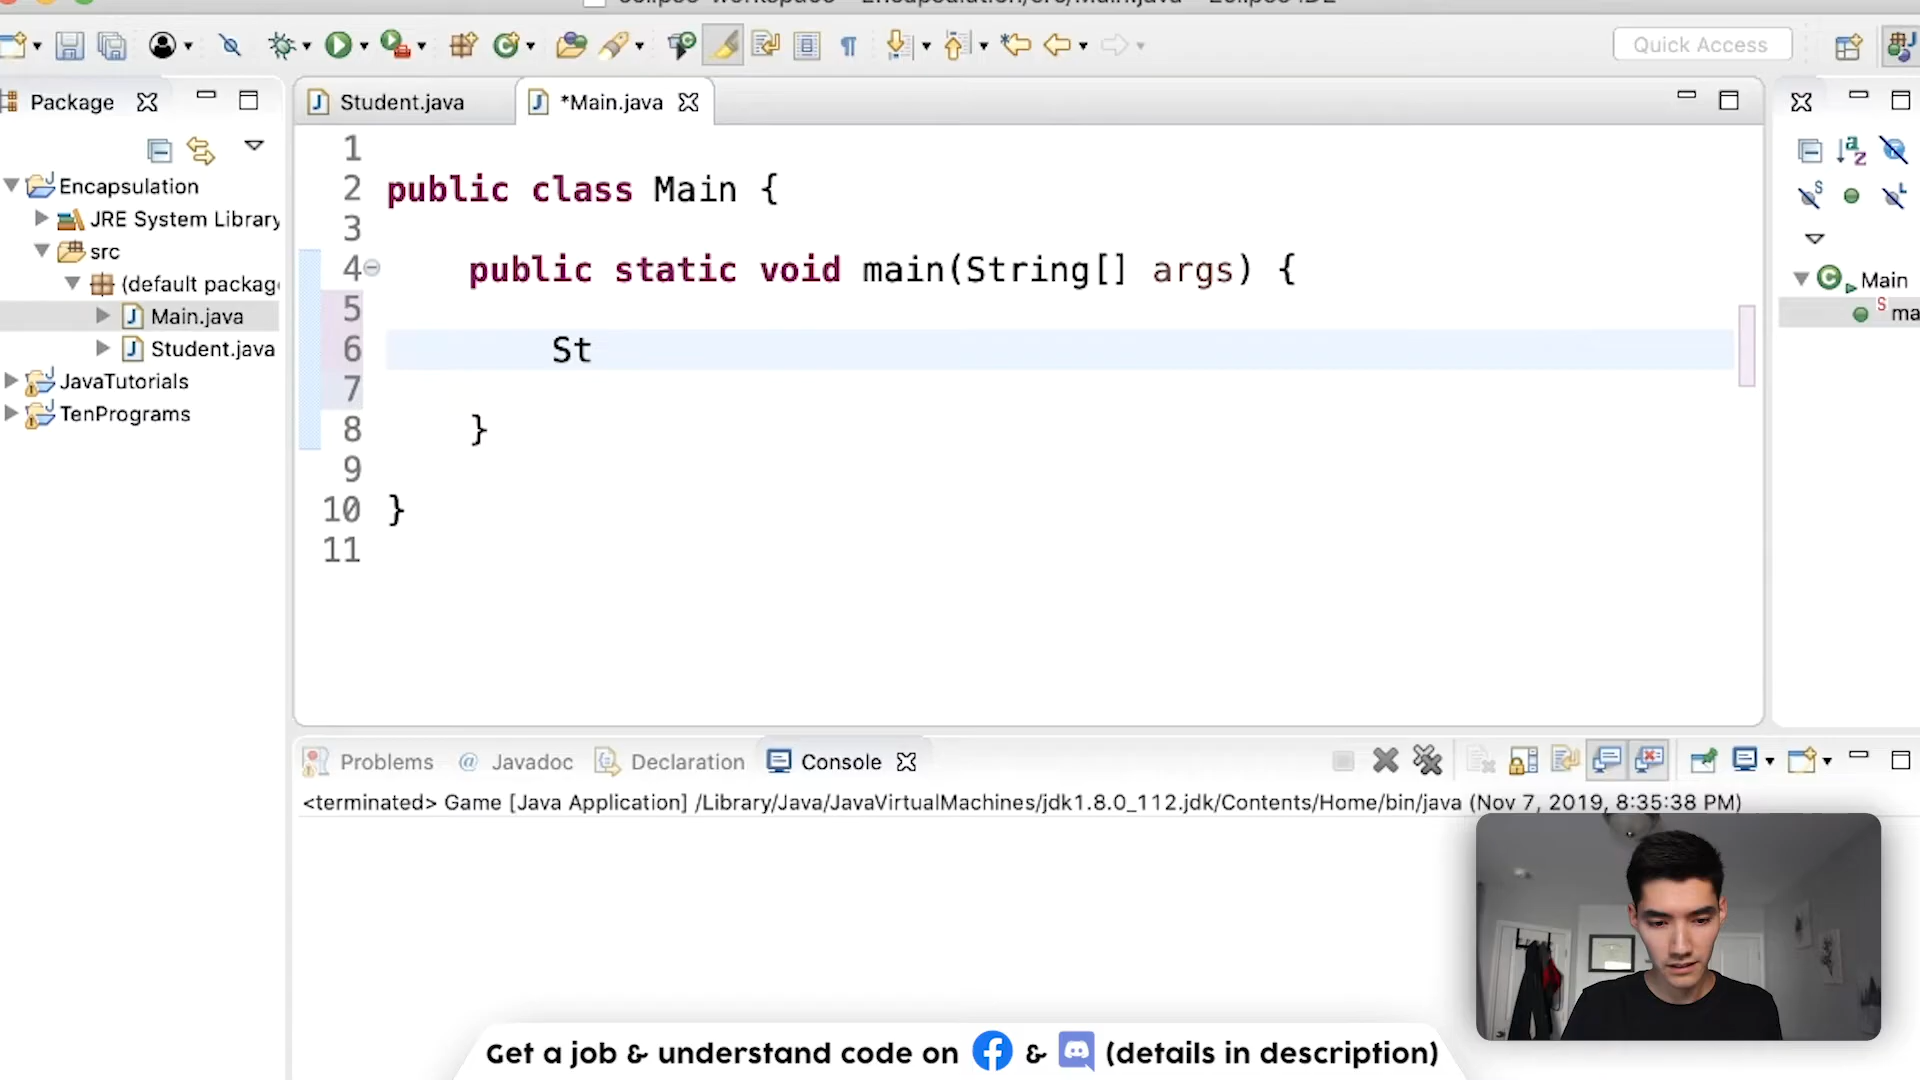 Quick Access
Package
Student.java
*Main.java
Encapsulation
JRE System Library
src
(default packag
Main.java
Student.java
JavaTutorials
TenPrograms
1
2 public class Main {
3
4 public static void main(String[] args) {
5
6 St
7
8 }
9
10 }
11
Main
ma
Problems
@ Javadoc
Declaration
Console
<terminated> Game [Java Application] /Library/Java/JavaVirtualMachines/jdk1.8.0_112.jdk/Contents/Home/bin/java (Nov 7, 2019, 8:35:38 PM)
Get a job & understand code on & (details in description)